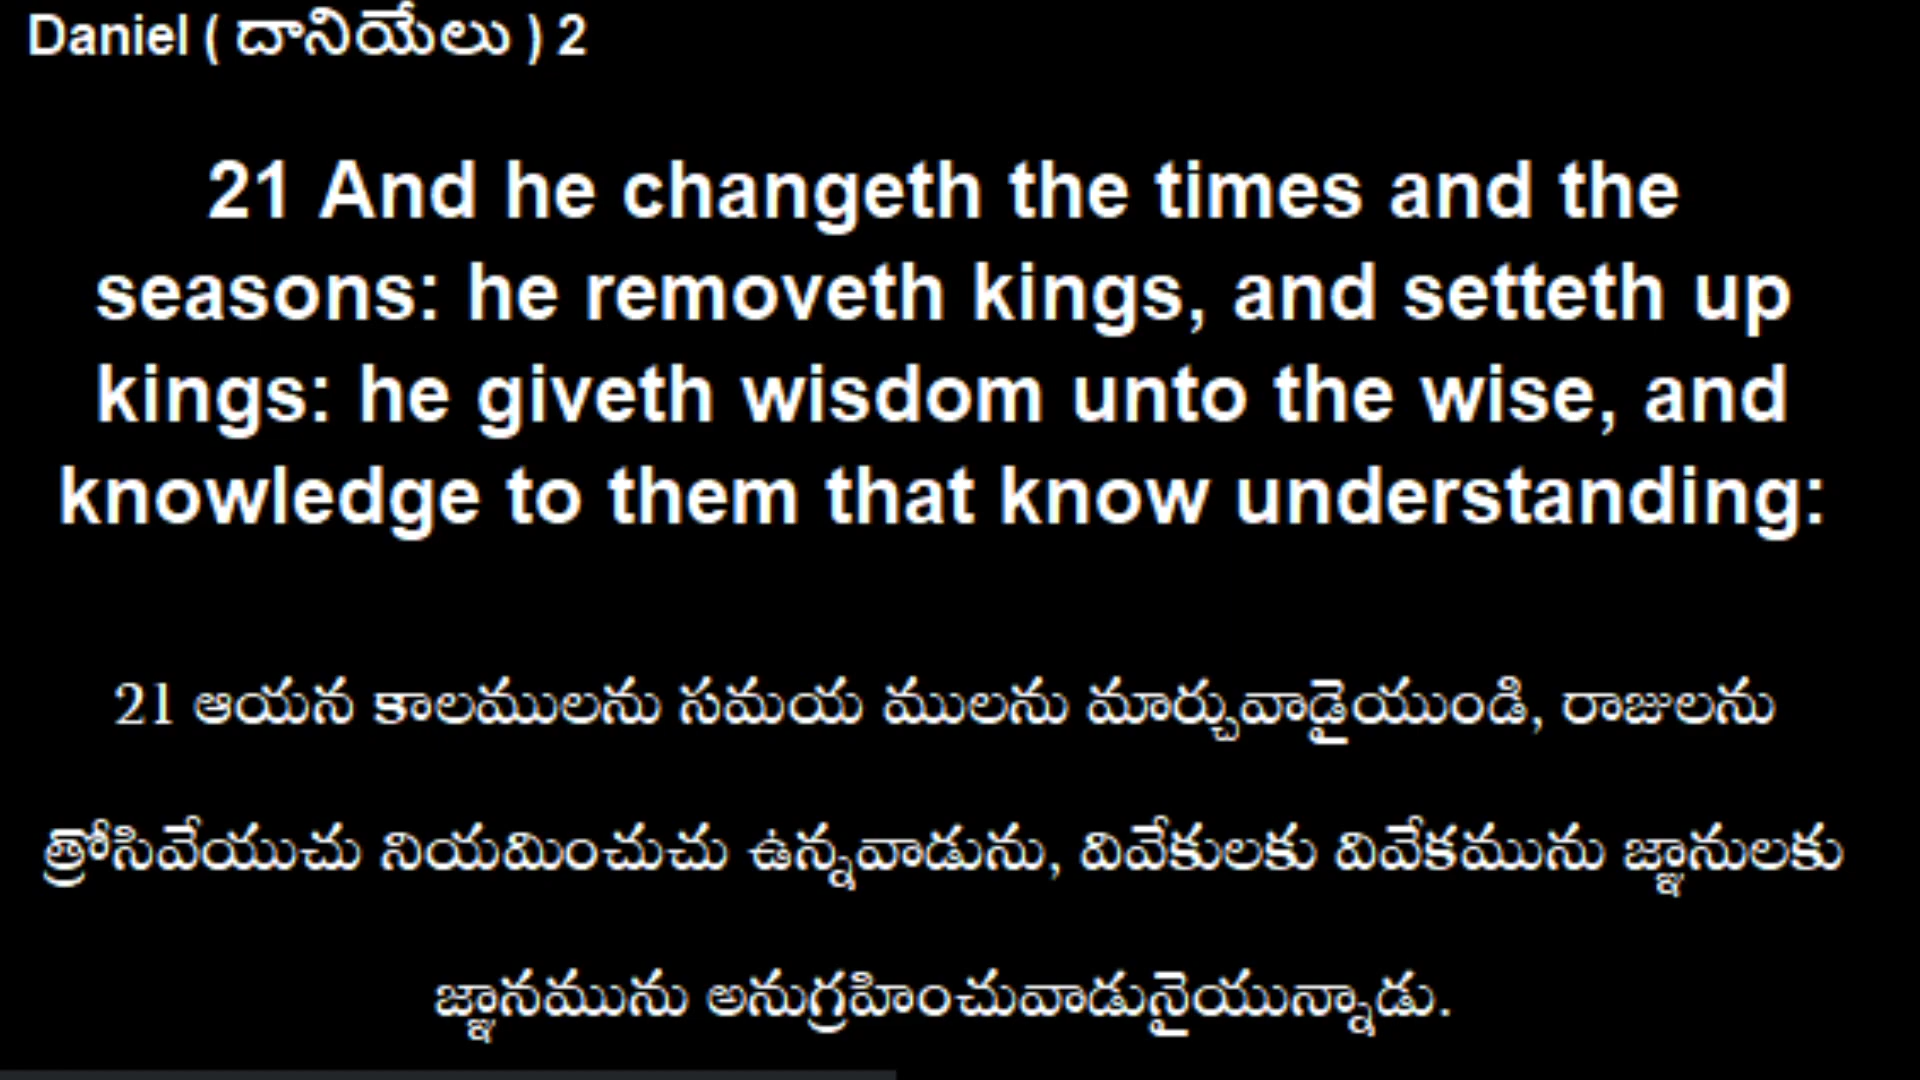 Daniel ( దానియేలు ) 2
21 And he changeth the times and the
seasons: he removeth kings, and setteth up
kings: he giveth wisdom unto the wise, and
knowledge to them that know understanding:
21 ఆయన కాలములను సమయ ములను మార్చువాడైయుండి, రాజులను
త్రోసివేయుచు నియమించుచు ఉన్నవాడును, వివేకులకు వివేకమును జ్ఞానులకు
జ్ఞానమును అనుగ్రహించువాడునైయున్నాడు.